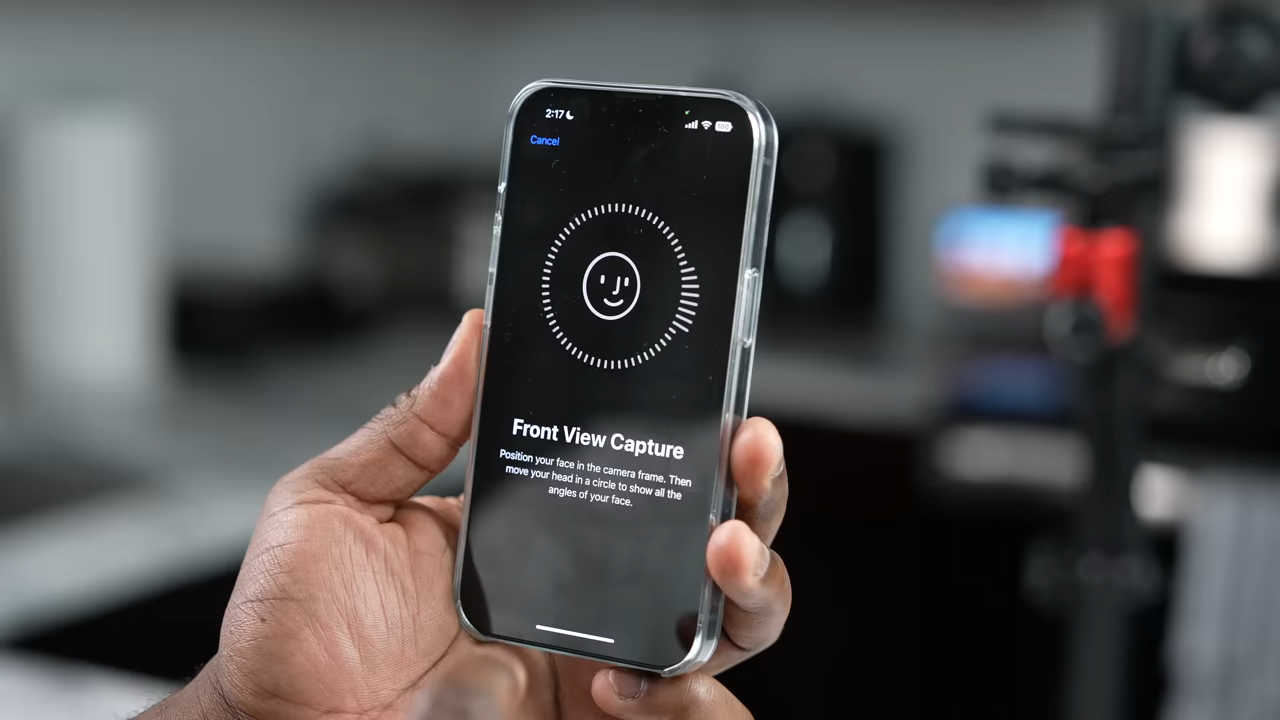 2:17
100
Cancel
Front View Capture
Position your face in the camera frame. Then
move your head in a circle to show all the
angles of your face.